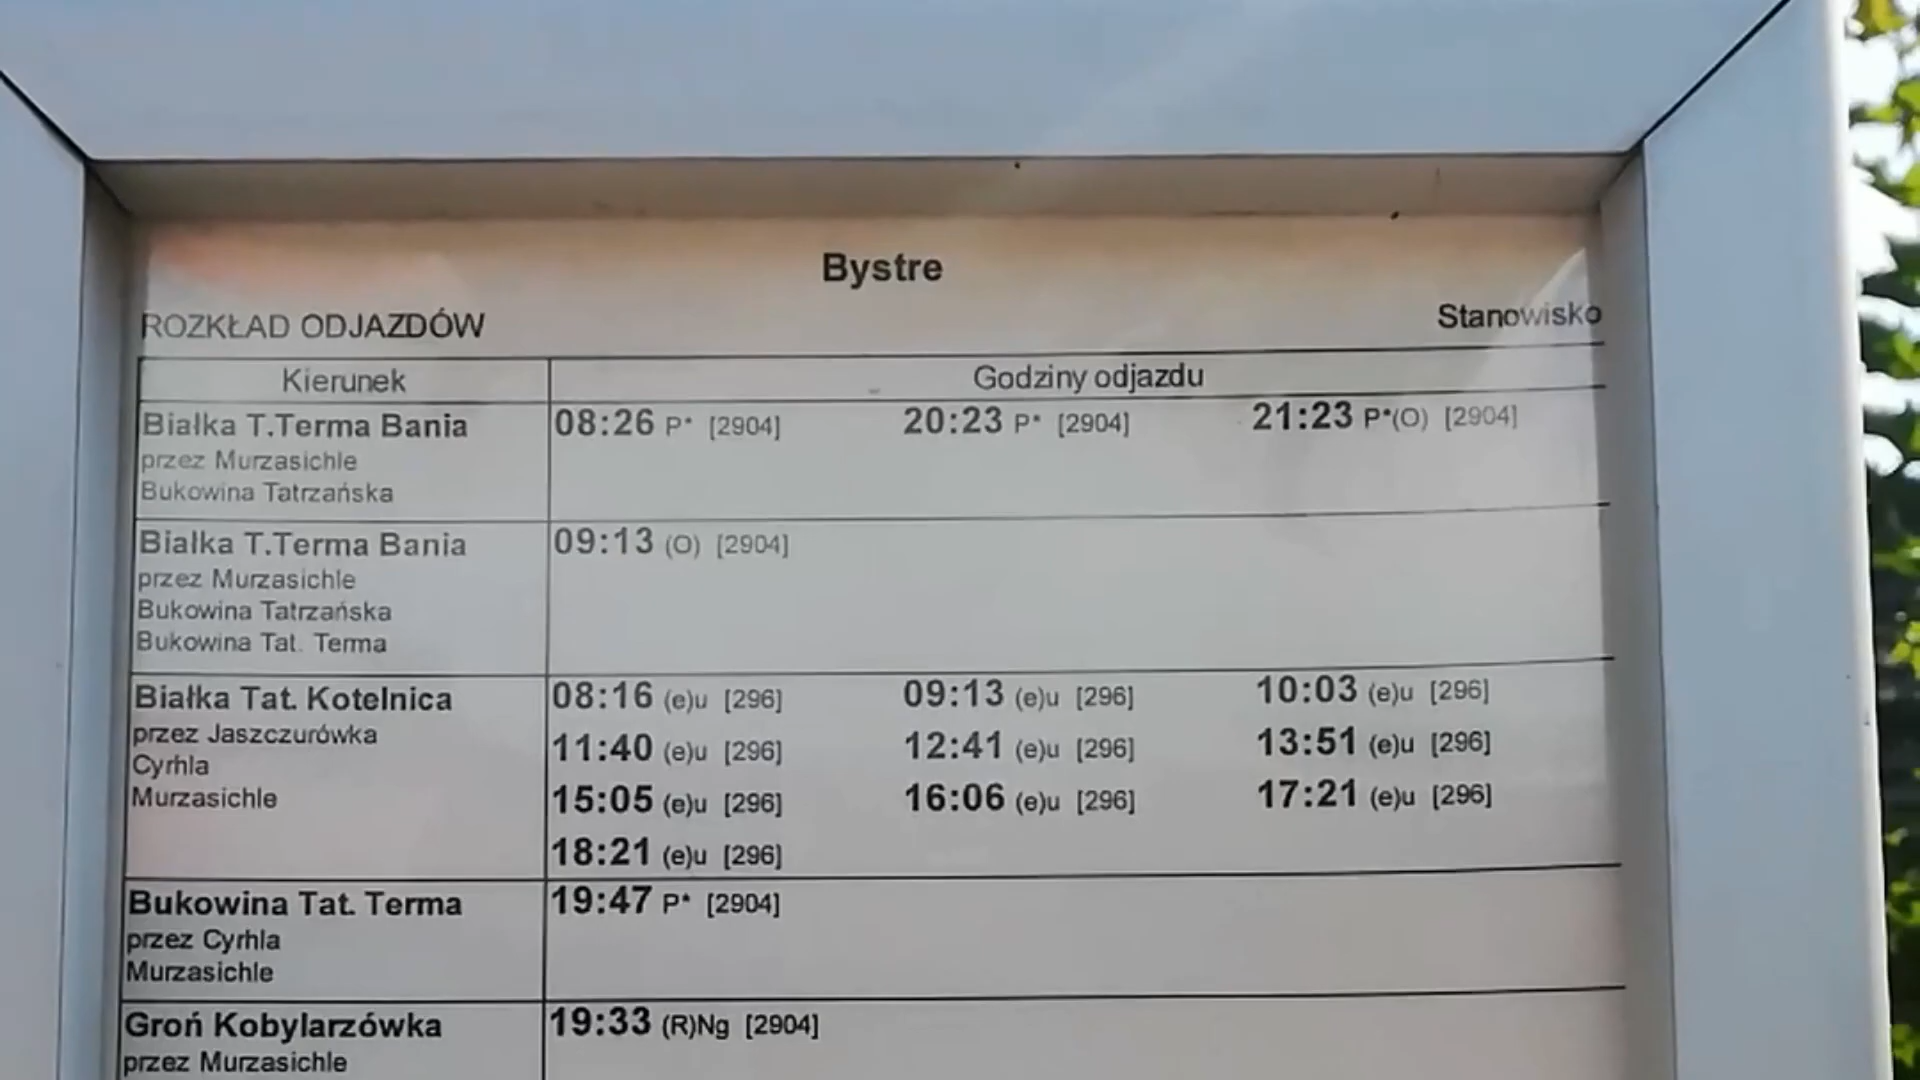 Bystre
ROZKŁAD ODJAZDÓW
Stanowisko
Kierunek
Godziny odjazdu
Białka T.Terma Bania 08:26 P* [2904] 20:23 P* [2904] 21:23 P*(O) [2904]
przez Murzasichle
Bukowina Tatrzańska
Białka T.Terma Bania 09:13 (O) [2904]
przez Murzasichle
Bukowina Tatrzańska
Bukowina Tat. Terma
Białka Tat. Kotelnica 08:16 (e)u [296] 09:13 (e)u [296] 10:03 (e)u [296]
przez Jaszczurówka 11:40 (e)u [296] 12:41 (e)u [296] 13:51 (e)u [296]
Cyrhla
Murzasichle 15:05 (e)u [296] 16:06 (e)u [296] 17:21 (e)u [296]
18:21 (e)u [296]
Bukowina Tat. Terma 19:47 P* [2904]
przez Cyrhla
Murzasichle
Groń Kobylarzówka 19:33 (R)Ng [2904]
przez Murzasichle